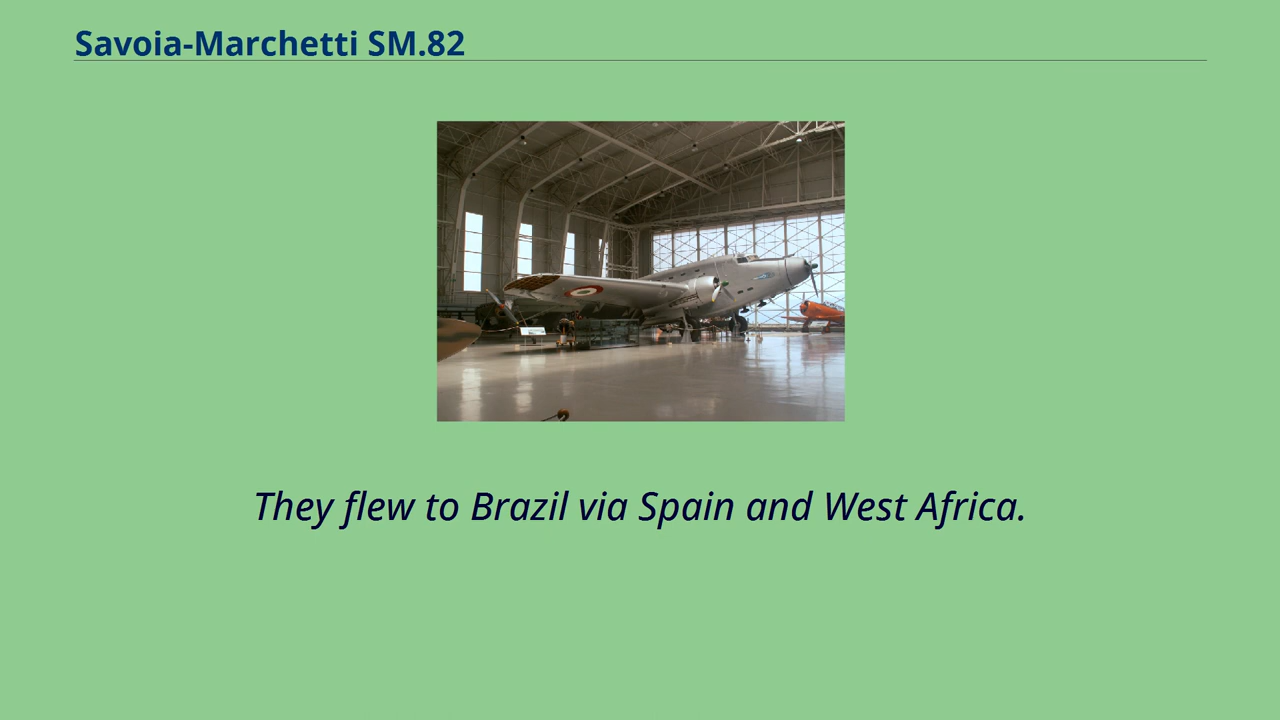 Savoia-Marchetti SM.82
They flew to Brazil via Spain and West Africa.